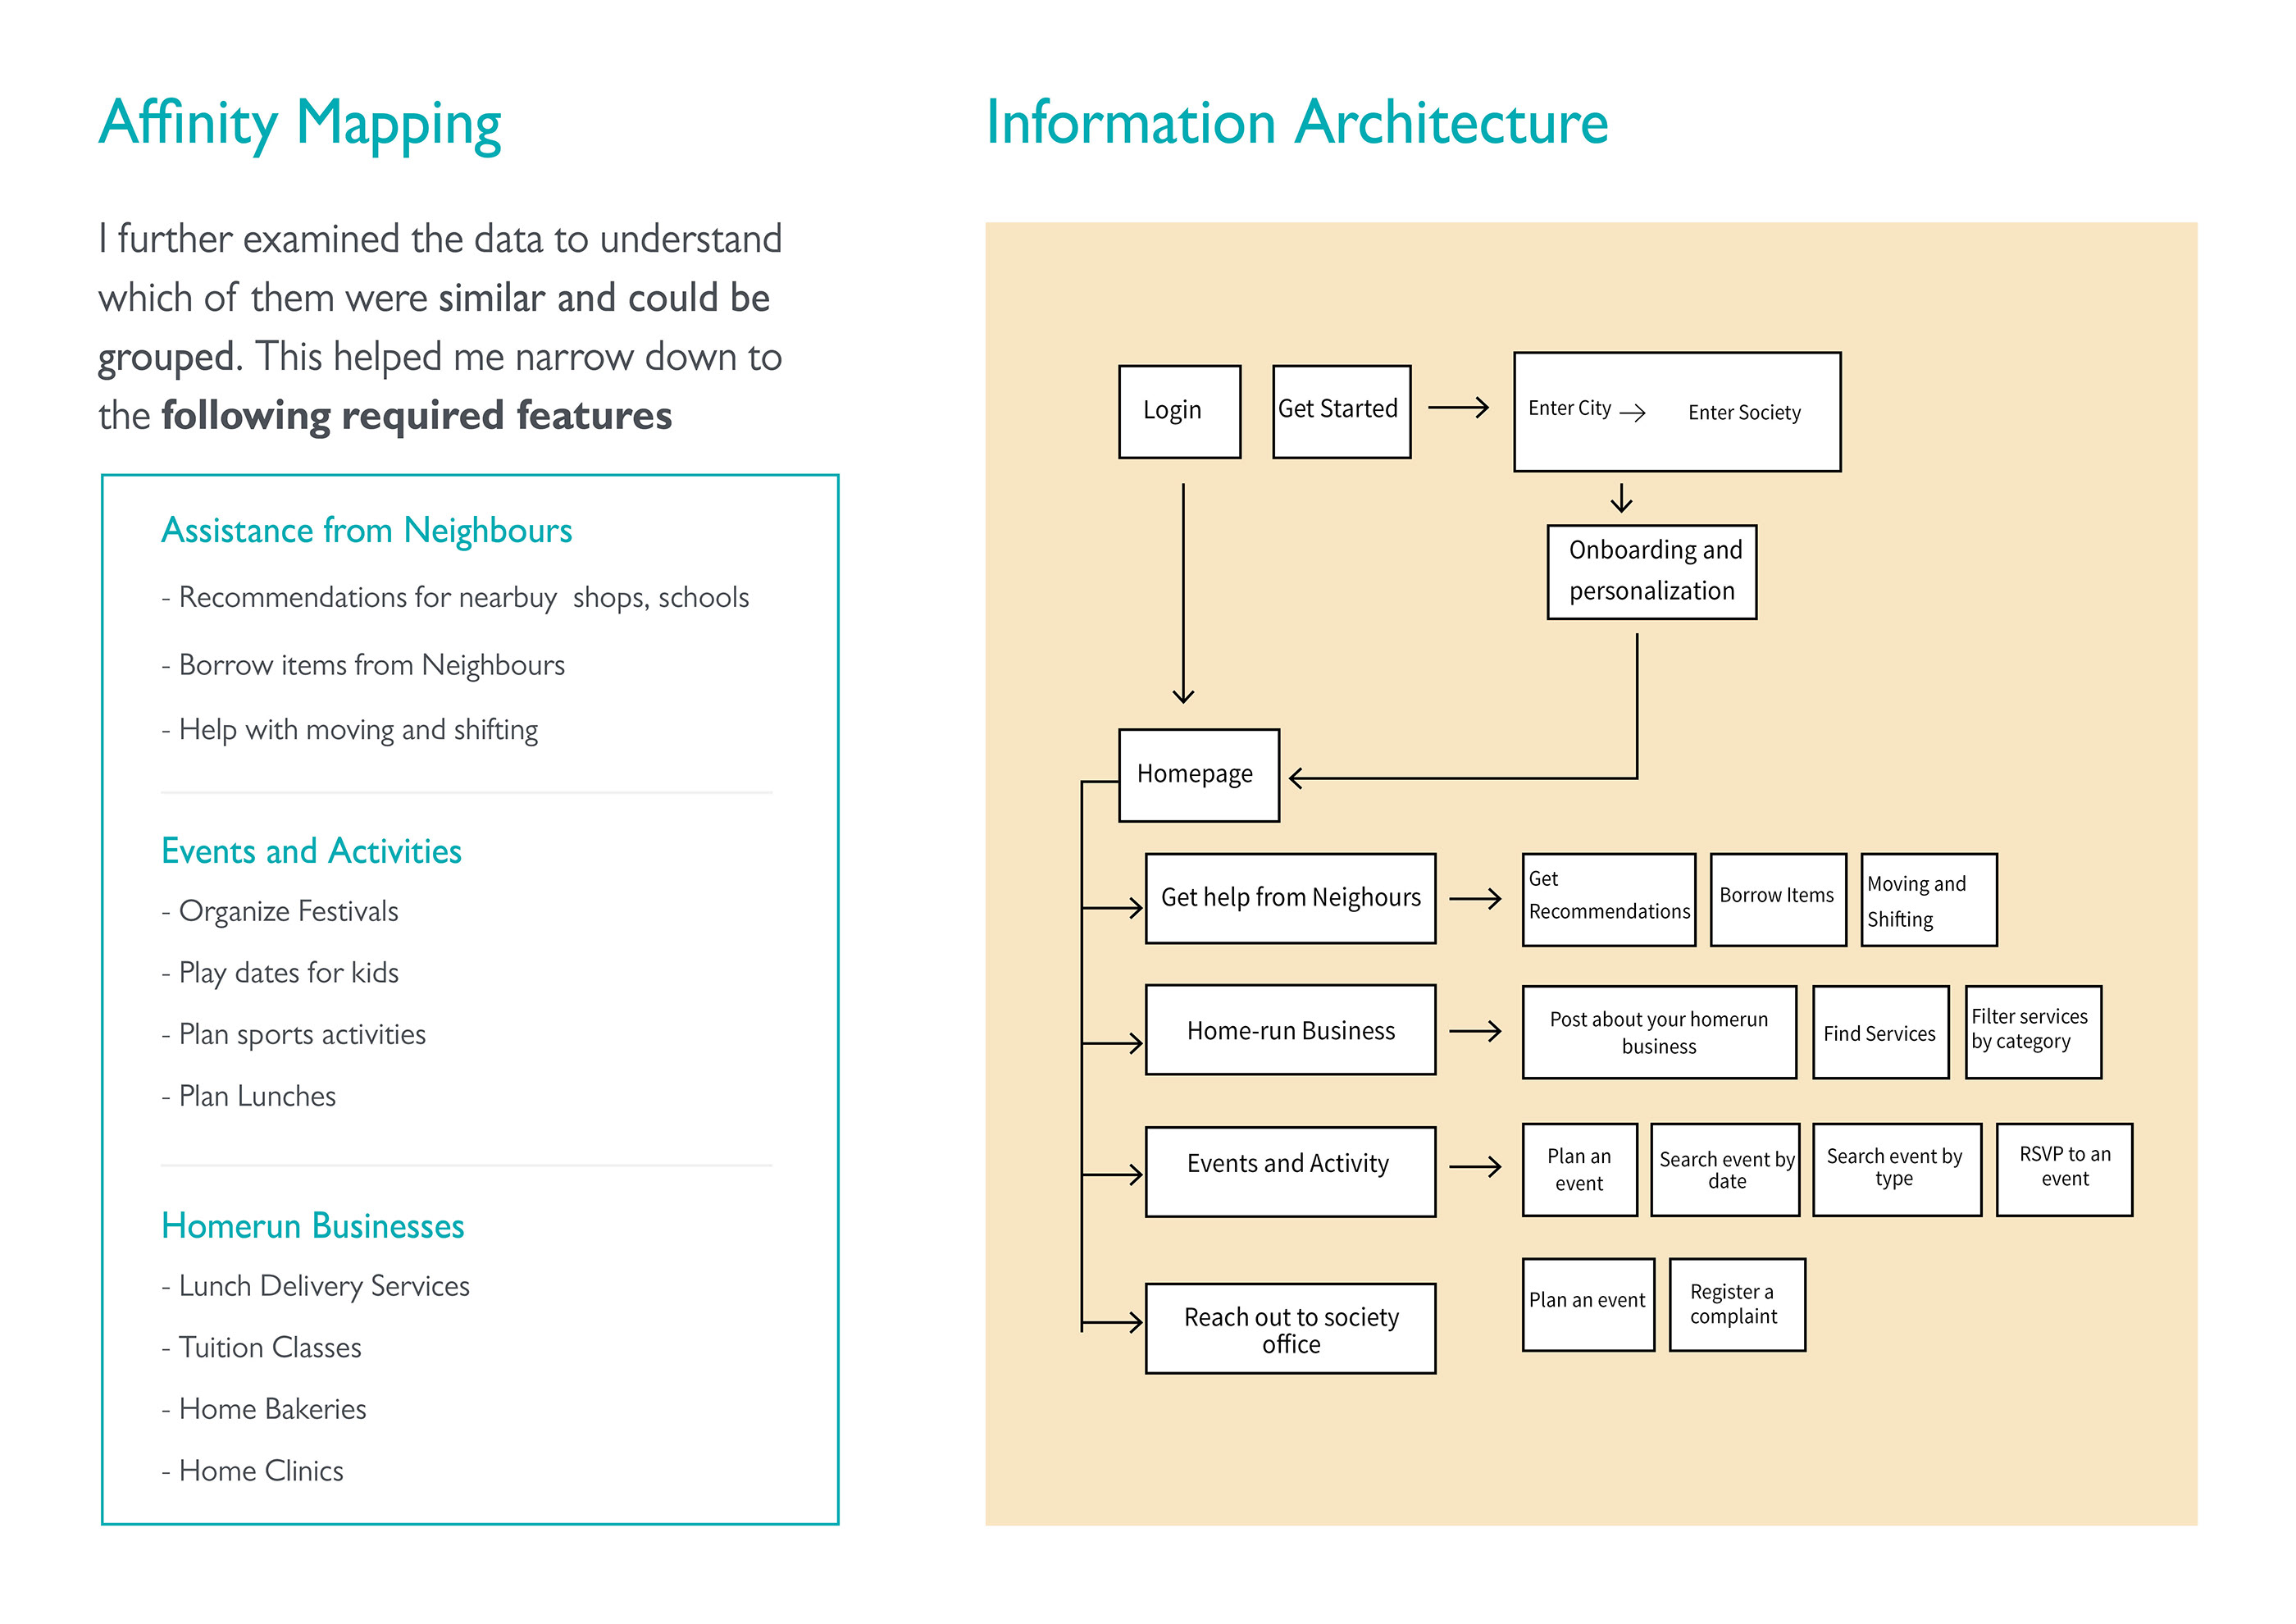 Affinity Mapping
I further examined the data to understand
which of them were similar and could be
grouped. This helped me narrow down to
the following required features
Assistance from Neighbours
- Recommendations for nearbuy  shops, schools
- Borrow items from Neighbours
- Help with moving and shifting
Events and Activities
- Organize Festivals
- Play dates for kids
- Plan sports activities
- Plan Lunches
Homerun Businesses
- Lunch Delivery Services
- Tuition Classes
- Home Bakeries
- Home Clinics
Information Architecture
Login
Get Started
Enter City
Enter Society
Onboarding and
personalization
Homepage
Get help from Neighours
Get
Recommendations
Borrow Items
Moving and
Shifting
Home-run Business
Post about your homerun
business
Find Services
Filter services
by category
Events and Activity
Plan an
event
Search event by
date
Search event by
type
RSVP to an
event
Reach out to society
office
Plan an event
Register a
complaint